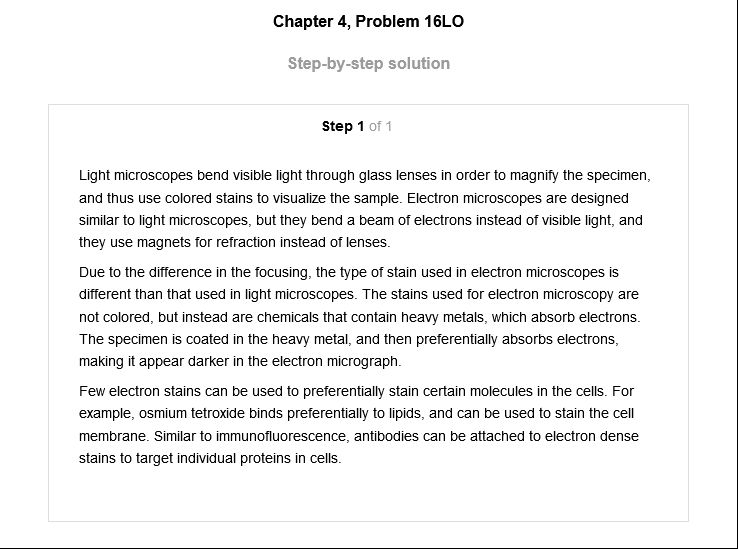 Chapter 4, Problem 16LO
Step-by-step solution
Step 1 of 1
Light microscopes bend visible light through glass lenses in order to magnify the specimen,
and thus use colored stains to visualize the sample. Electron microscopes are designed
similar to light microscopes, but they bend a beam of electrons instead of visible light, and
they use magnets for refraction instead of lenses.
Due to the difference in the focusing, the type of stain used in electron microscopes is
different than that used in light microscopes. The stains used for electron microscopy are
not colored, but instead are chemicals that contain heavy metals, which absorb electrons.
The specimen is coated in the heavy metal, and then preferentially absorbs electrons,
making it appear darker in the electron micrograph.
Few electron stains can be used to preferentially stain certain molecules in the cells. For
example, osmium tetroxide binds preferentially to lipids, and can be used to stain the cell
membrane. Similar to immunofluorescence, antibodies can be attached to electron dense
stains to target individual proteins in cells.